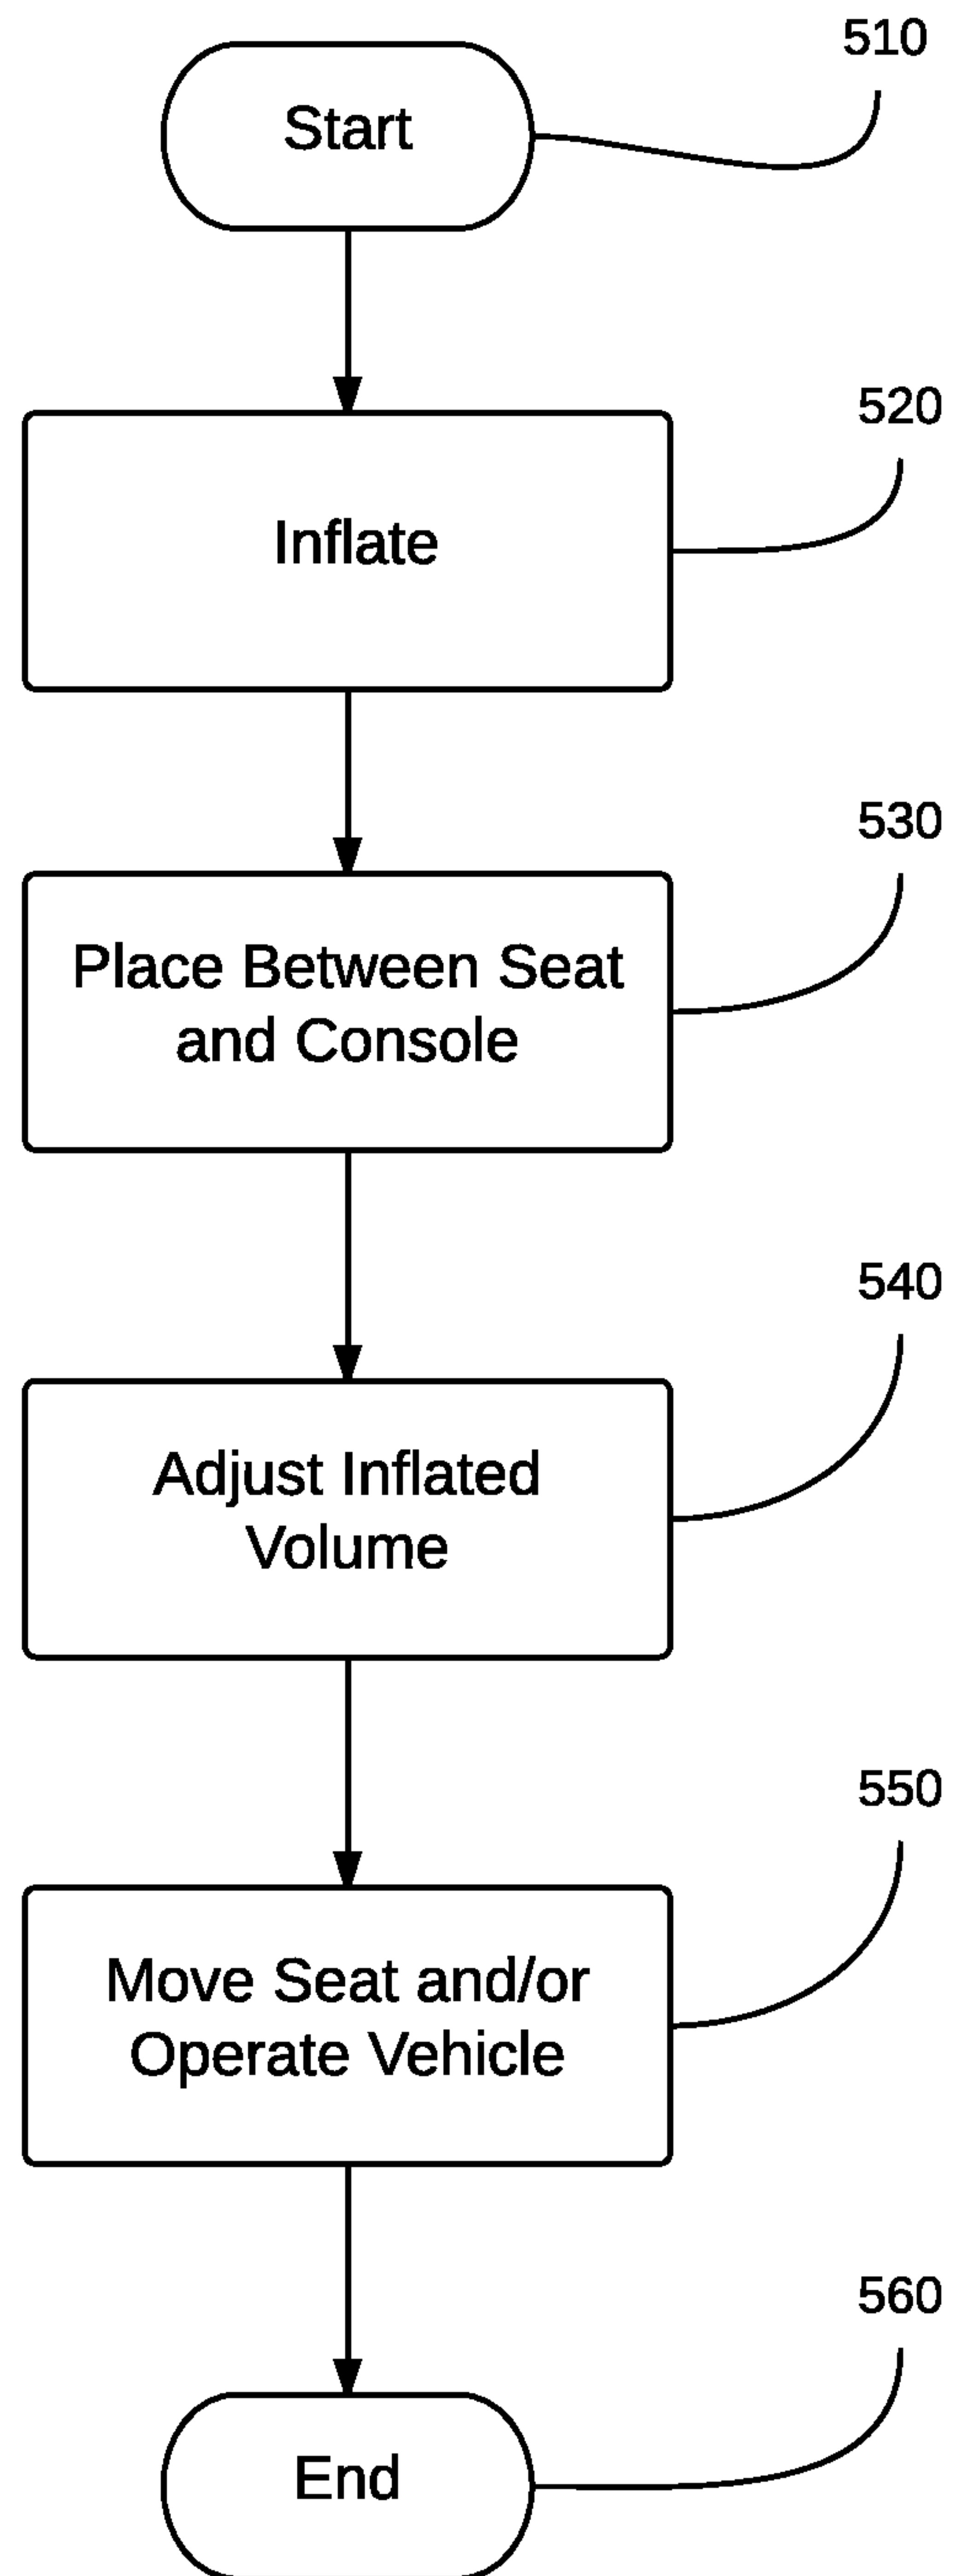 510
Start
520
Inflate
530
Place Between Seat
and Console
540
Adjust Inflated
Volume
550
Move Seat and/or
Operate Vehicle
560
End